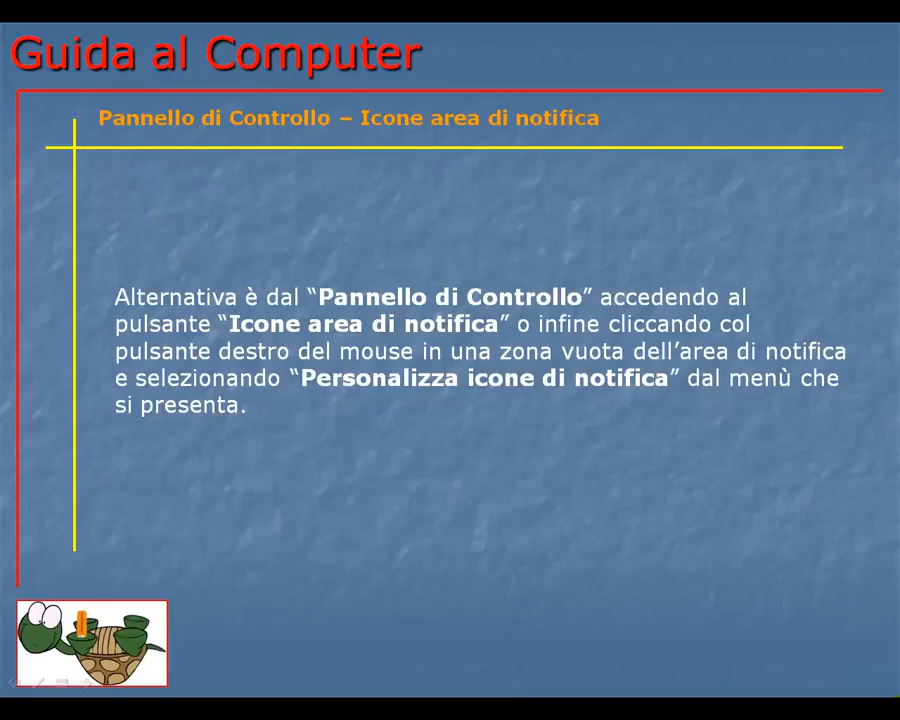 Guida al Computer
Pannello di Controllo – Icone area di notifica
Alternativa è dal “Pannello di Controllo” accedendo al
pulsante “Icone area di notifica” o infine cliccando col
pulsante destro del mouse in una zona vuota dell’area di notifica
e selezionando “Personalizza icone di notifica” dal menù che
si presenta.